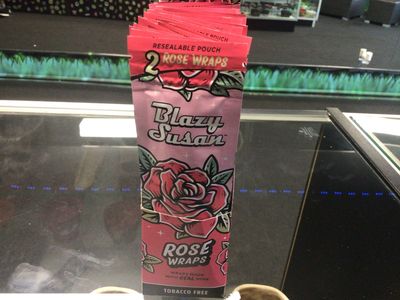 RESEALABLE POUCH
2 ROSE WRAPS
Blazy
Susan
ROSE
WRAPS
TOBACCO FREE